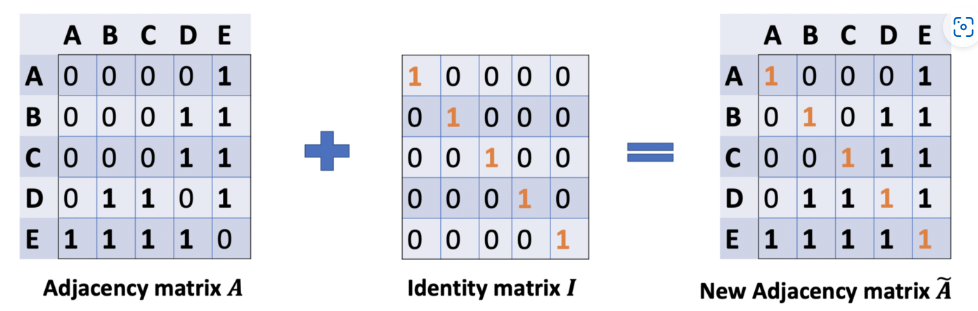 A B C D E
A 0 0 0 0 1
B 0 0 0 1 1
C 0 0 0 1 1
D 0 1 1 0 1
E 1 1 1 1 0
Adjacency matrix A
+
1 0 0 0 0
0 1 0 0 0
0 0 1 0 0
0 0 0 1 0
0 0 0 0 1
Identity matrix I
=
A B C D E
A 1 0 0 0 1
B 0 1 0 1 1
C 0 0 1 1 1
D 0 1 1 1 1
E 1 1 1 1 1
New Adjacency matrix Ã